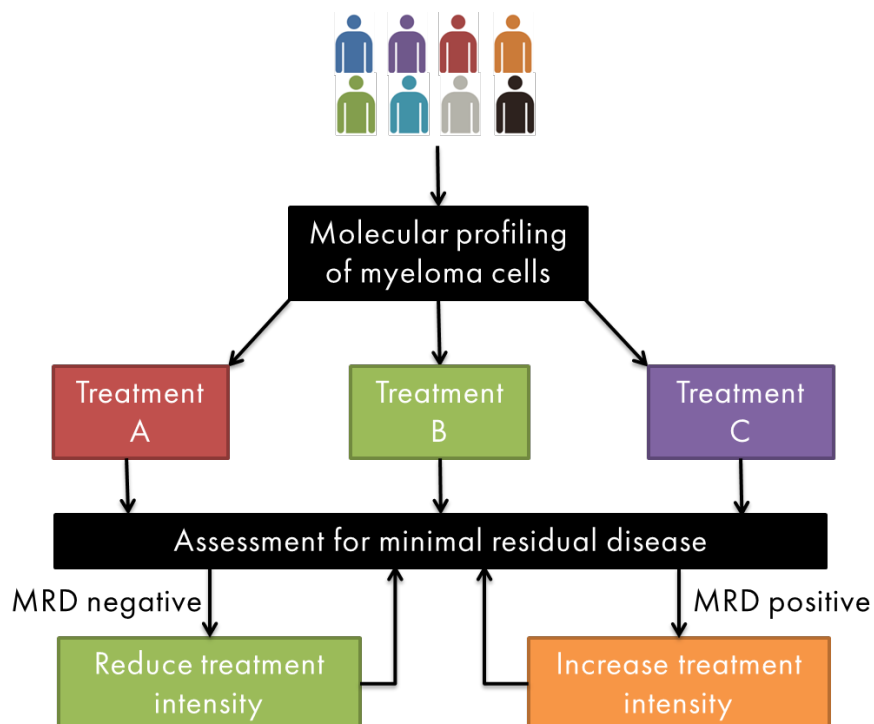 Molecular profiling
of myeloma cells
Treatment
A
Treatment
B
Treatment
C
Assessment for minimal residual disease
MRD negative
MRD positive
Reduce treatment
intensity
Increase treatment
intensity